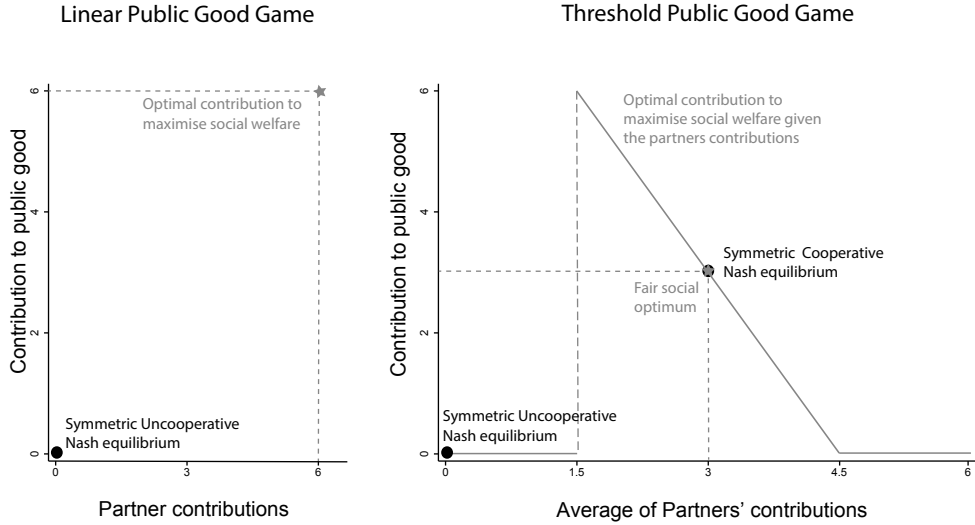 Linear Public Good Game
Contribution to public good
6
4
2
0
Optimal contribution to
maximise social welfare
Symmetric Uncooperative
Nash equilibrium
0
3
6
Partner contributions
Threshold Public Good Game
Contribution to public good
6
4
2
0
Optimal contribution to
maximise social welfare given
the partners contributions
Symmetric Cooperative
Nash equilibrium
Fair social
optimum
Symmetric Uncooperative
Nash equilibrium
0
1.5
3
4.5
6
Average of Partners' contributions